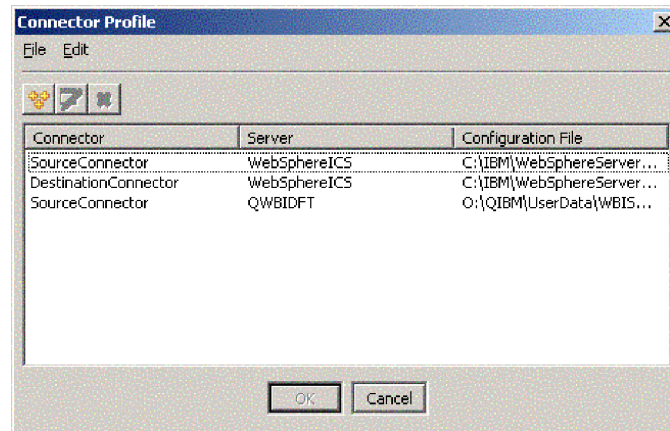 Connector Profile
File Edit
Connector Server Configuration File
SourceConnector WebSphereICS C:\IBM\WebSphereServer...
DestinationConnector WebSphereICS C:\IBM\WebSphereServer...
SourceConnector QWBIDFT O:\QIBM\UserData\WBIS...
OK Cancel